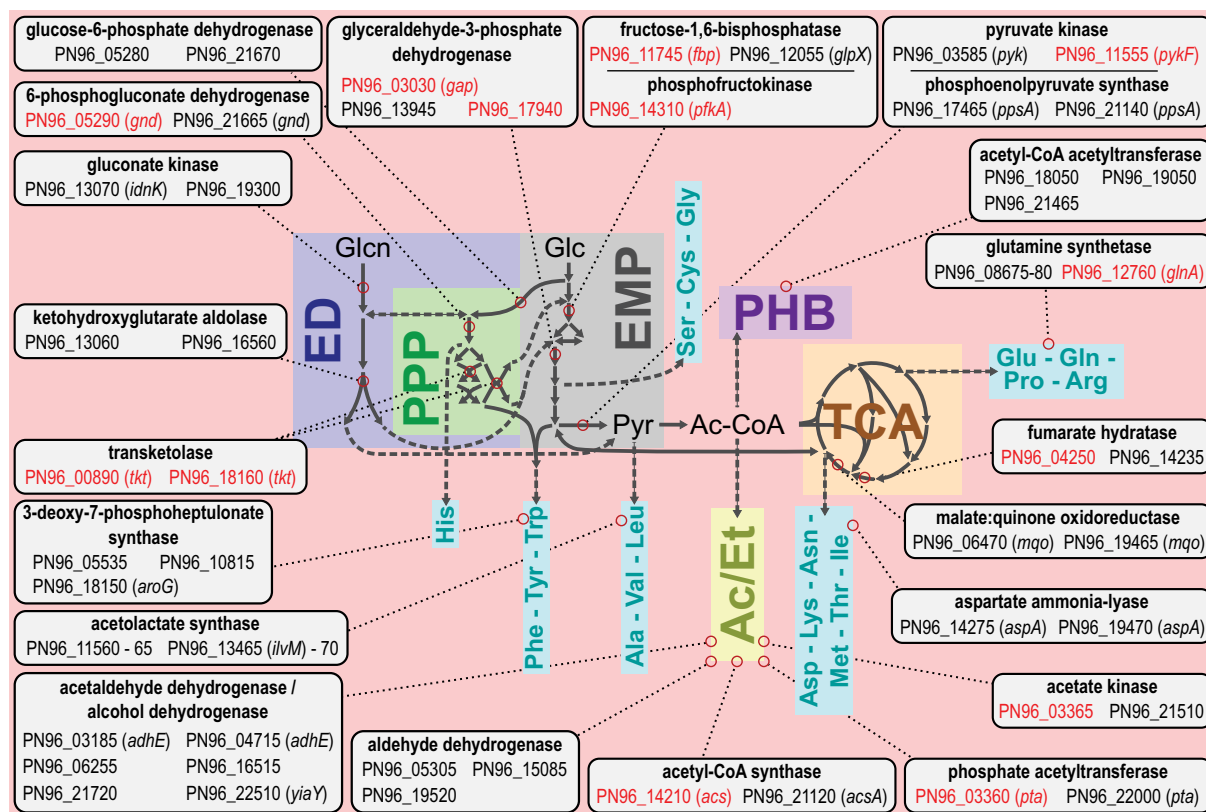 glucose-6-phosphate dehydrogenase
PN96_05280 PN96_21670
6-phosphogluconate dehydrogenase
PN96_05290 (gnd) PN96_21665 (gnd)
gluconate kinase
PN96_13070 (idnK) PN96_19300
glyceraldehyde-3-phosphate
dehydrogenase
PN96_03030 (gap)
PN96_13945 PN96_17940
fructose-1,6-bisphosphatase
PN96_11745 (fbp) PN96_12055 (glpX)
phosphofructokinase
PN96_14310 (pfkA)
pyruvate kinase
PN96_03585 (pyk) PN96_11555 (pykF)
phosphoenolpyruvate synthase
PN96_17465 (ppsA) PN96_21140 (ppsA)
acetyl-CoA acetyltransferase
PN96_18050 PN96_19050
PN96_21465
glutamine synthetase
PN96_08675-80 PN96_12760 (glnA)
ketohydroxyglutarate aldolase
PN96_13060 PN96_16560
Glcn
Glc
ED
PPP
EMP
Ser - Cys - Gly
PHB
Glu - Gln -
Pro - Arg
Pyr
Ac-CoA
TCA
transketolase
PN96_00890 (tkt) PN96_18160 (tkt)
fumarate hydratase
PN96_04250 PN96_14235
3-deoxy-7-phosphoheptulonate
synthase
PN96_05535 PN96_10815
PN96_18150 (aroG)
His
Phe - Tyr - Trp
Ala - Val - Leu
Ac/Et
Asp - Lys - Asn -
Met - Thr - Ile
malate:quinone oxidoreductase
PN96_06470 (mqo) PN96_19465 (mqo)
acetolactate synthase
PN96_11560 - 65 PN96_13465 (ilvM) - 70
aspartate ammonia-lyase
PN96_14275 (aspA) PN96_19470 (aspA)
acetaldehyde dehydrogenase /
alcohol dehydrogenase
PN96_03185 (adhE) PN96_04715 (adhE)
PN96_06255 PN96_16515
PN96_21720 PN96_22510 (yiaY)
aldehyde dehydrogenase
PN96_05305 PN96_15085
PN96_19520
acetyl-CoA synthase
PN96_14210 (acs) PN96_21120 (acsA)
acetate kinase
PN96_03365 PN96_21510
phosphate acetyltransferase
PN96_03360 (pta) PN96_22000 (pta)